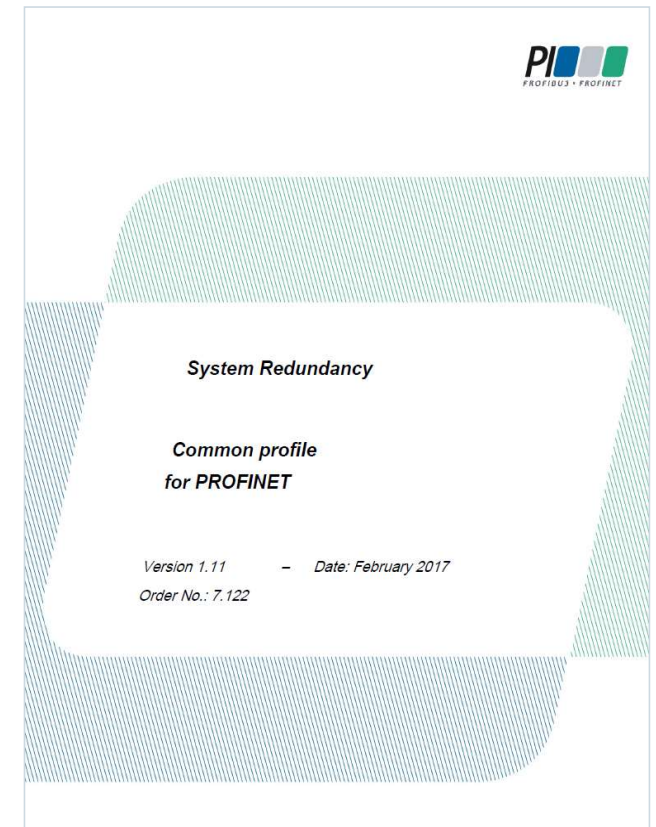 PI
PROFIBUS • PROFINET
System Redundancy
Common profile
for PROFINET
Version 1.11 – Date: February 2017
Order No.: 7.122